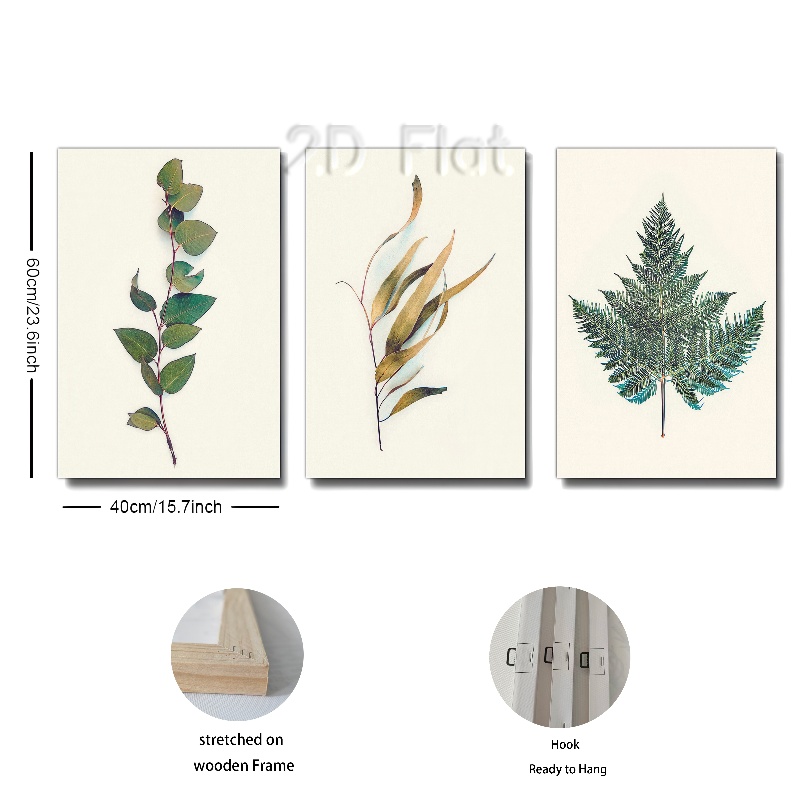 2D Flat
60cm/23.6inch
40cm/15.7inch
stretched on
wooden Frame
Hook
Ready to Hang